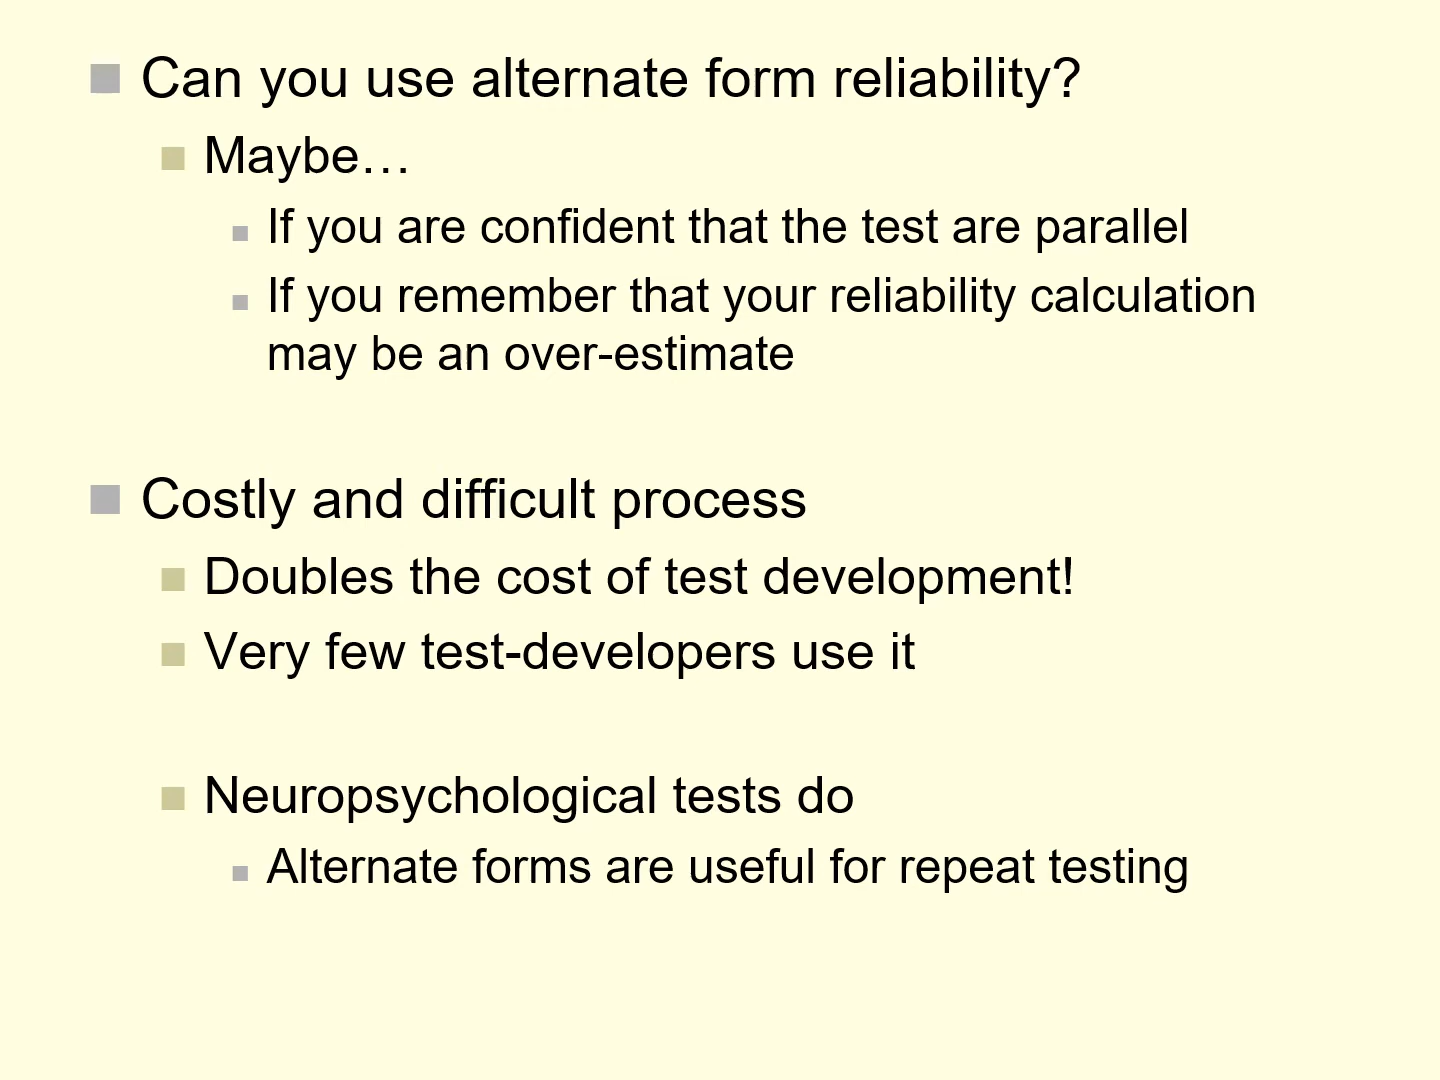 Can you use alternate form reliability?
Maybe…
If you are confident that the test are parallel
If you remember that your reliability calculation
may be an over-estimate
Costly and difficult process
Doubles the cost of test development!
Very few test-developers use it
Neuropsychological tests do
Alternate forms are useful for repeat testing